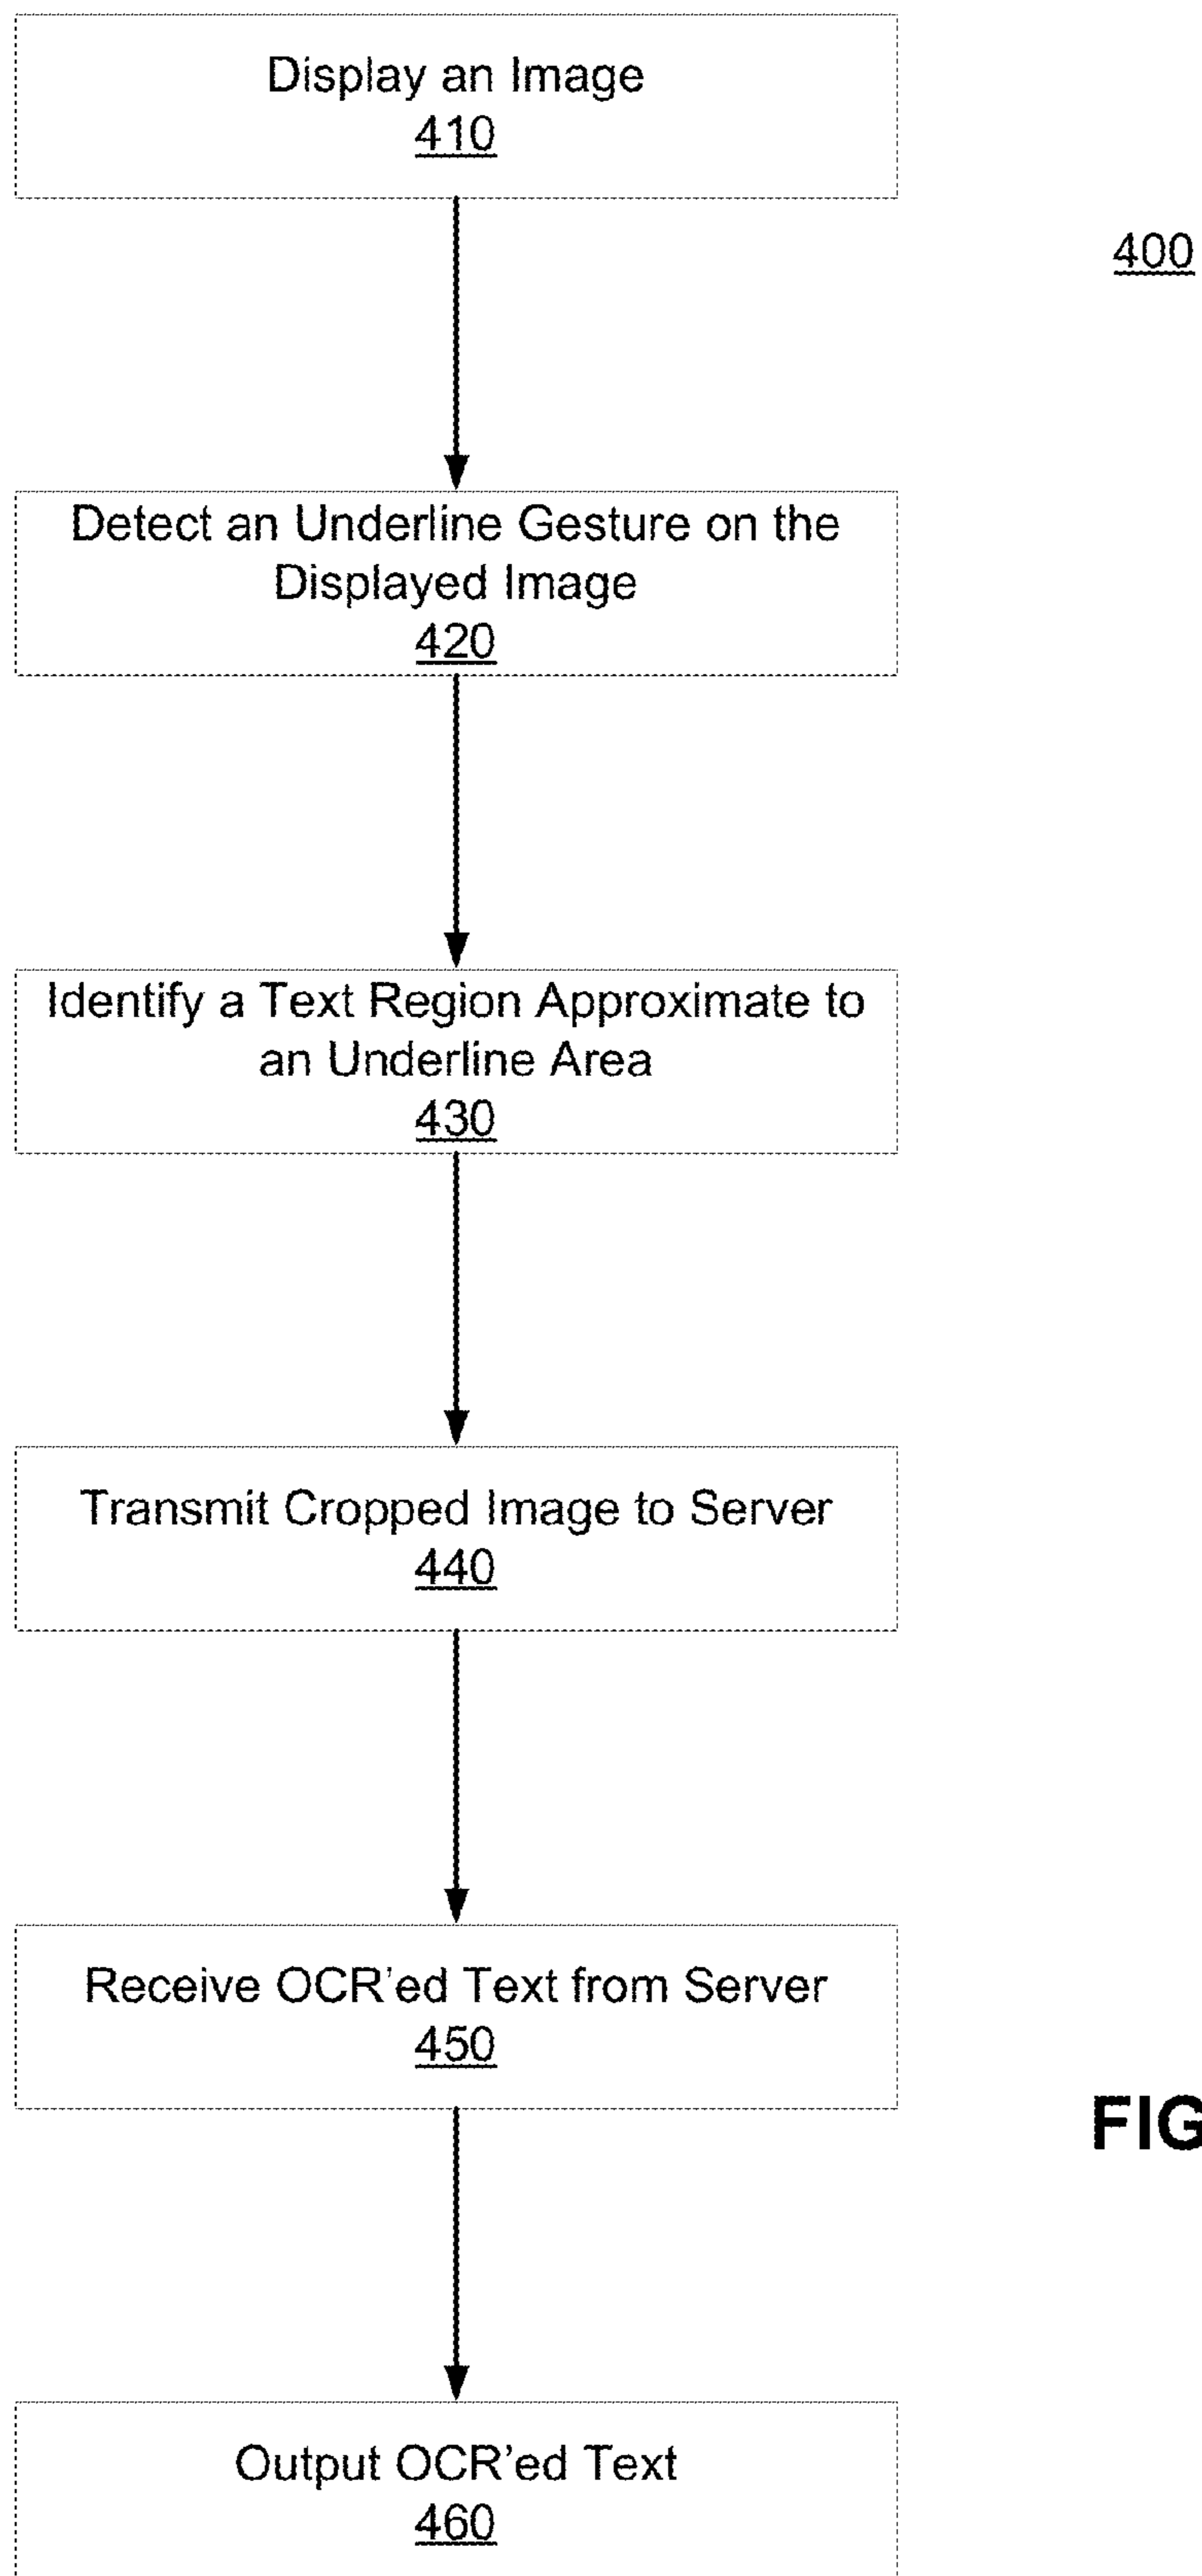 Display an Image
410
400
Detect an Underline Gesture on the
Displayed Image
420
Identify a Text Region Approximate to
an Underline Area
430
Transmit Cropped Image to Server
440
Receive OCR'ed Text from Server
450
FIG
Output OCR'ed Text
460